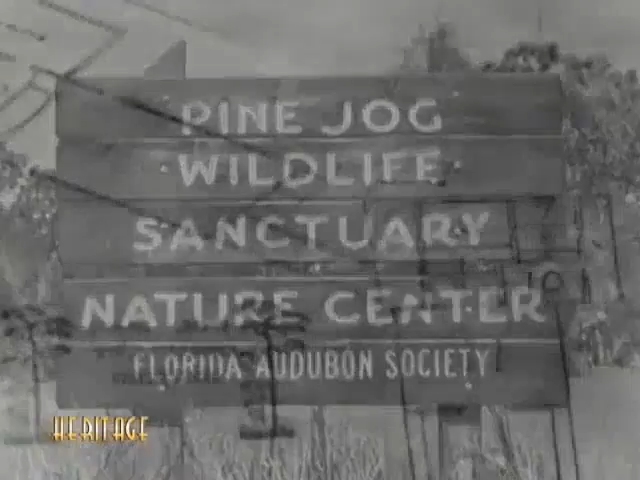 PINE JOG
·WILDLIFE·
SANCTUARY
NATURE CENTER
FLORIDA AUDUBON SOCIETY
HERITAGE